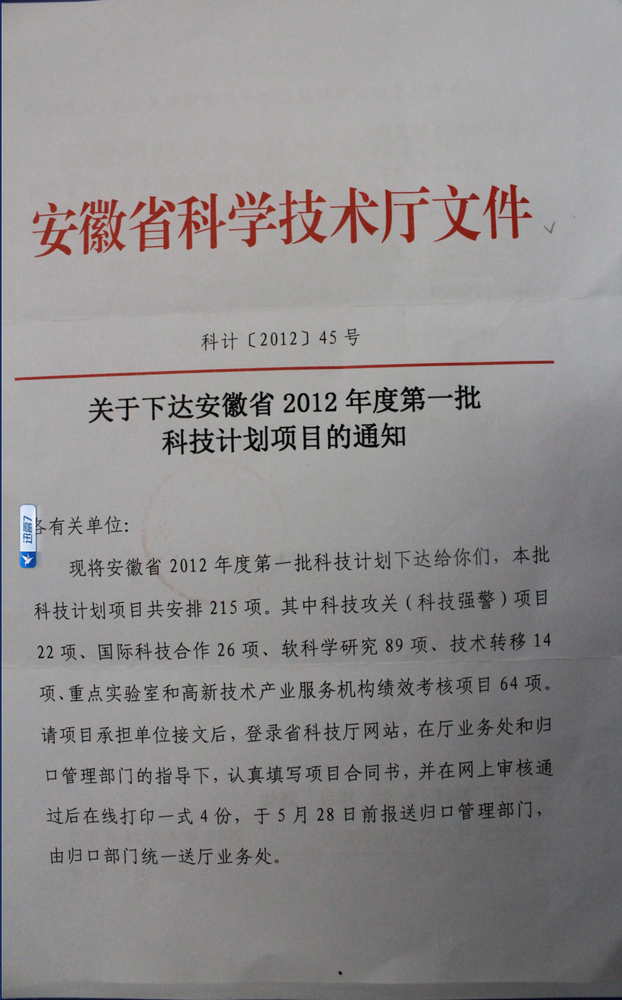 安徽省科学技术厅文件
科计〔2012〕45 号
关于下达安徽省 2012 年度第一批
科技计划项目的通知
各有关单位:
现将安徽省 2012 年度第一批科技计划下达给你们，本批
科技计划项目共安排 215 项。其中科技攻关（科技强警）项目
22 项、国际科技合作 26 项、软科学研究 89 项、技术转移 14
项、重点实验室和高新技术产业服务机构绩效考核项目 64 项。
请项目承担单位接文后，登录省科技厅网站，在厅业务处和归
口管理部门的指导下，认真填写项目合同书，并在网上审核通
过后在线打印一式 4 份，于 5 月 28 日前报送归口管理部门，
由归口部门统一送厅业务处。
迅雷7